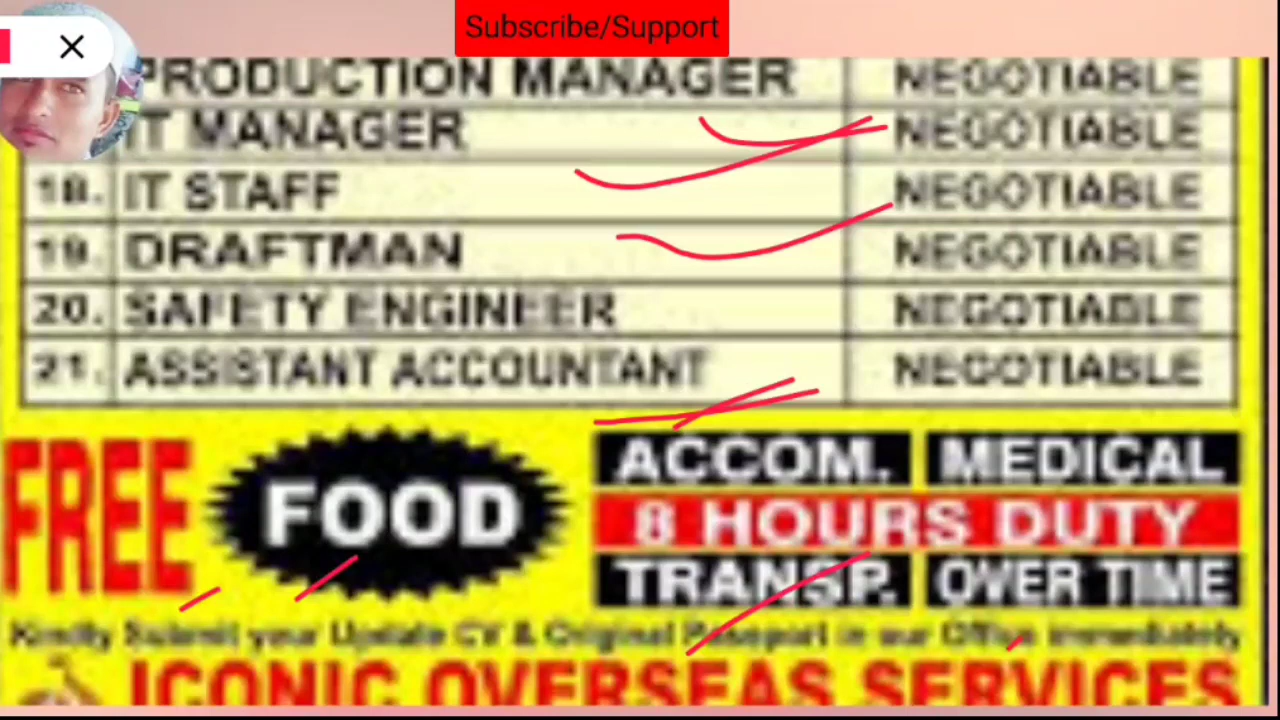 Subscribe/Support
PRODUCTION MANAGER NEGOTIABLE
IT MANAGER NEGOTIABLE
18. IT STAFF NEGOTIABLE
19. DRAFTMAN NEGOTIABLE
20. SAFETY ENGINEER NEGOTIABLE
21. ASSISTANT ACCOUNTANT NEGOTIABLE
FREE FOOD ACCOM. MEDICAL
8 HOURS DUTY
TRANSP. OVER TIME
Kindly Submit your Update CV & Original Passport in our Office immediately
ICONIC OVERSEAS SERVICES